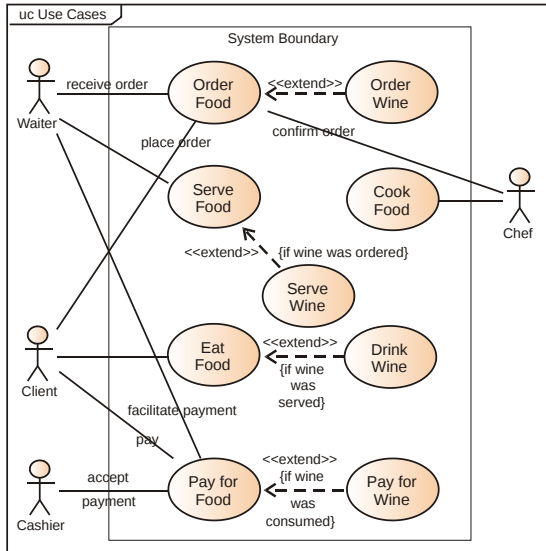 uc Use Cases
System Boundary
receive order
Order
Food
<<extend>>
Order
Wine
Waiter
place order
confirm order
Serve
Food
Cook
Food
Chef
<<extend>>
{if wine was ordered}
Serve
Wine
Eat
Food
<<extend>>
{if wine
was
served}
Drink
Wine
Client
facilitate payment
pay
accept
payment
Pay for
Food
<<extend>>
{if wine
was
consumed}
Pay for
Wine
Cashier